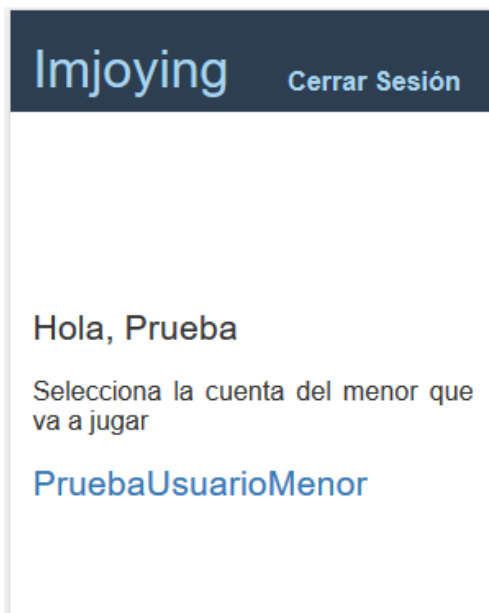 Imjoying
Cerrar Sesión
Hola, Prueba
Selecciona la cuenta del menor que
va a jugar
PruebaUsuarioMenor